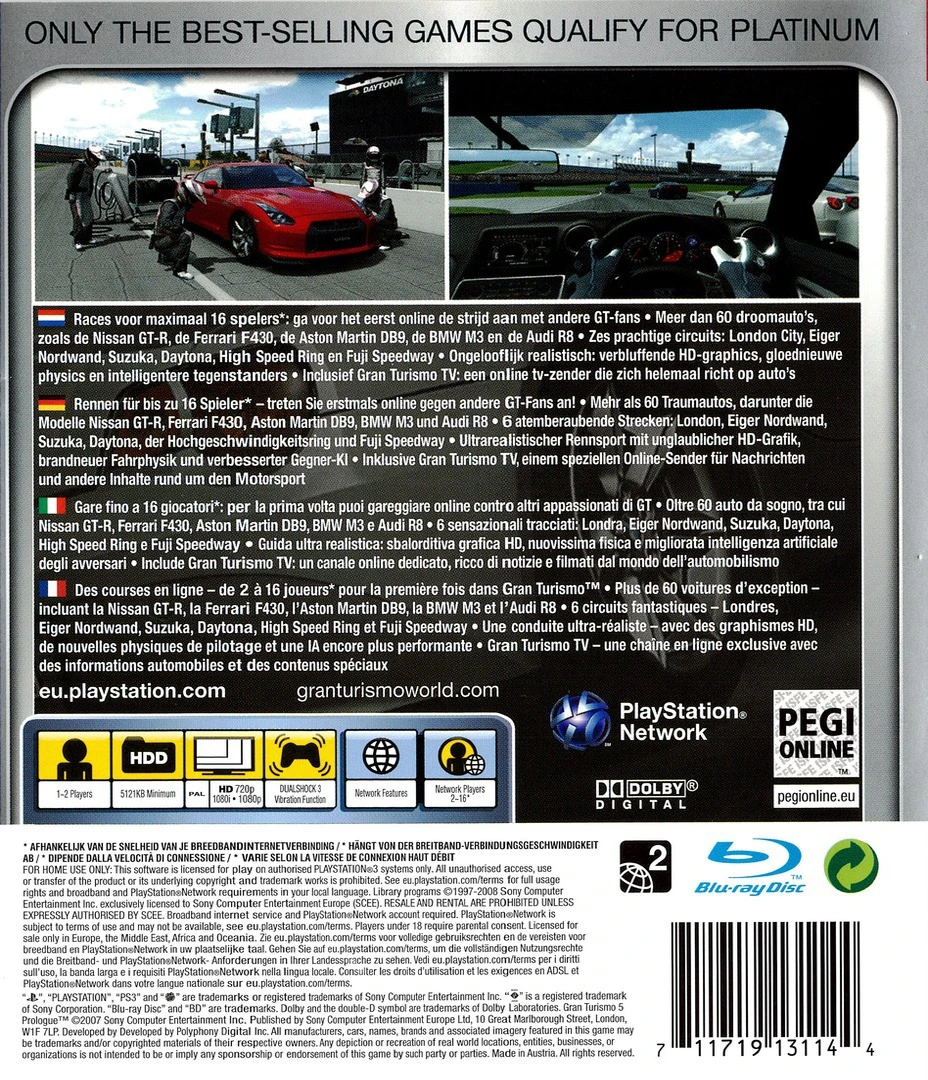 ONLY THE BEST-SELLING GAMES QUALIFY FOR PLATINUM
DAYTONA
Races voor maximaal 16 spelers*: ga voor het eerst online de strijd aan met andere GT-fans • Meer dan 60 droomauto's,
zoals de Nissan GT-R, de Ferrari F430, de Aston Martin DB9, de BMW M3 en de Audi R8 • Zes prachtige circuits: London City, Eiger
Nordwand, Suzuka, Daytona, High Speed Ring en Fuji Speedway • Ongelooflijk realistisch: verbluffende HD-graphics, gloednieuwe
physics en intelligentere tegenstanders • Inclusief Gran Turismo TV: een online tv-zender die zich helemaal richt op auto's
Rennen für bis zu 16 Spieler* – treten Sie erstmals online gegen andere GT-Fans an! • Mehr als 60 Traumautos, darunter die
Modelle Nissan GT-R, Ferrari F430, Aston Martin DB9, BMW M3 und Audi R8 • 6 atemberaubende Strecken: London, Eiger Nordwand,
Suzuka, Daytona, der Hochgeschwindigkeitsring und Fuji Speedway • Ultrarealistischer Rennsport mit unglaublicher HD-Grafik,
brandneuer Fahrphysik und verbesserter Gegner-KI • Inklusive Gran Turismo TV, einem speziellen Online-Sender für Nachrichten
und andere Inhalte rund um den Motorsport
Gare fino a 16 giocatori*: per la prima volta puoi gareggiare online contro altri appassionati di GT • Oltre 60 auto da sogno, tra cui
Nissan GT-R, Ferrari F430, Aston Martin DB9, BMW M3 e Audi R8 • 6 sensazionali tracciati: Londra, Eiger Nordwand, Suzuka, Daytona,
High Speed Ring e Fuji Speedway • Guida ultra realistica: sbalorditiva grafica HD, nuovissima fisica e migliorata intelligenza artificiale
degli avversari • Include Gran Turismo TV: un canale online dedicato, ricco di notizie e filmati dal mondo dell'automobilismo
Des courses en ligne – de 2 à 16 joueurs* pour la première fois dans Gran Turismo™ • Plus de 60 voitures d'exception –
incluant la Nissan GT-R, la Ferrari F430, l'Aston Martin DB9, la BMW M3 et l'Audi R8 • 6 circuits fantastiques – Londres,
Eiger Nordwand, Suzuka, Daytona, High Speed Ring et Fuji Speedway • Une conduite ultra-réaliste – avec des graphismes HD,
de nouvelles physiques de pilotage et une IA encore plus performante • Gran Turismo TV – une chaîne en ligne exclusive avec
des informations automobiles et des contenus spéciaux
eu.playstation.com granturismoworld.com
PlayStation®
Network SM
PEGI
ONLINE
TM
pegionline.eu
HDD
1-2 Players
5121KB Minimum
PAL HD 720p
1080i • 1080p
DUALSHOCK 3
Vibration Function
Network Features
Network Players
2-16*
DOLBY®
DIGITAL
* AFHANKELIJK VAN DE SNELHEID VAN JE BREEDBANDINTERNETVERBINDING / * HÄNGT VON DER BREITBAND-VERBINDUNGSGESCHWINDIGKEIT
AB / * DIPENDE DALLA VELOCITÀ DI CONNESSIONE / * VARIE SELON LA VITESSE DE CONNEXION HAUT DÉBIT
FOR HOME USE ONLY: This software is licensed for play on authorised PLAYSTATION®3 systems only. All unauthorised access, use
or transfer of the product or its underlying copyright and trademark works is prohibited. See eu.playstation.com/terms for full usage
rights and broadband and PlayStation®Network requirements in your local language. Library programs ©1997-2008 Sony Computer
Entertainment Inc. exclusively licensed to Sony Computer Entertainment Europe (SCEE). RESALE AND RENTAL ARE PROHIBITED UNLESS
EXPRESSLY AUTHORISED BY SCEE. Broadband internet service and PlayStation®Network account required. PlayStation®Network is
subject to terms of use and may not be available, see eu.playstation.com/terms. Players under 18 require parental consent. Licensed for
sale only in Europe, the Middle East, Africa and Oceania. Zie eu.playstation.com/terms voor volledige gebruiksrechten en de vereisten voor
breedband en PlayStation®Network in uw plaatselijke taal. Gehen Sie auf eu.playstation.com/terms, um die vollständigen Nutzungsrechte
und die Breitband- und PlayStation®Network- Anforderungen in Ihrer Landessprache zu sehen. Vedi eu.playstation.com/terms per i diritti
sull'uso, la banda larga e i requisiti PlayStation®Network nella lingua locale. Consulter les droits d'utilisation et les exigences en ADSL et
PlayStation®Network dans votre langue nationale sur eu.playstation.com/terms.
" ", "PLAYSTATION", "PS3" and " " are trademarks or registered trademarks of Sony Computer Entertainment Inc. " " is a registered trademark
of Sony Corporation. "Blu-ray Disc" and "BD" are trademarks. Dolby and the double-D symbol are trademarks of Dolby Laboratories. Gran Turismo 5
Prologue™ ©2007 Sony Computer Entertainment Inc. Published by Sony Computer Entertainment Europe Ltd, 10 Great Marlborough Street, London,
W1F 7LP. Developed by Developed by Polyphony Digital Inc. All manufacturers, cars, names, brands and associated imagery featured in this game may
be trademarks and/or copyrighted materials of their respective owners. Any depiction or recreation of real world locations, entities, businesses, or
organizations is not intended to be or imply any sponsorship or endorsement of this game by such party or parties. Made in Austria. All rights reserved.
2
Blu-ray Disc™
7 11719 13114 4